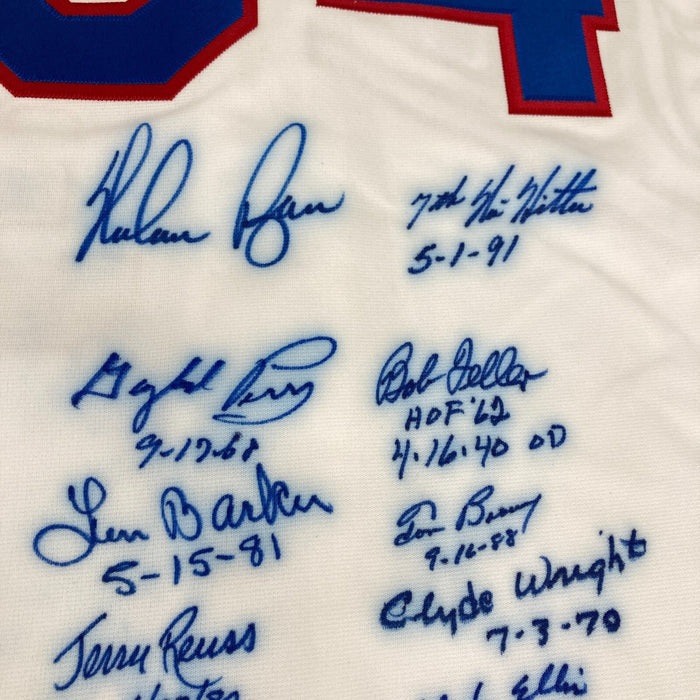 4
Nolan Ryan 7th No-Hitter
5-1-91
Gaylord Perry Bob Feller
9-17-68 HOF '62
4.16.40 OD
Len Barker Tom Browning
5-15-81 9-16-88
Clyde Wright
7-3-70
Jerry Reuss
Ellis